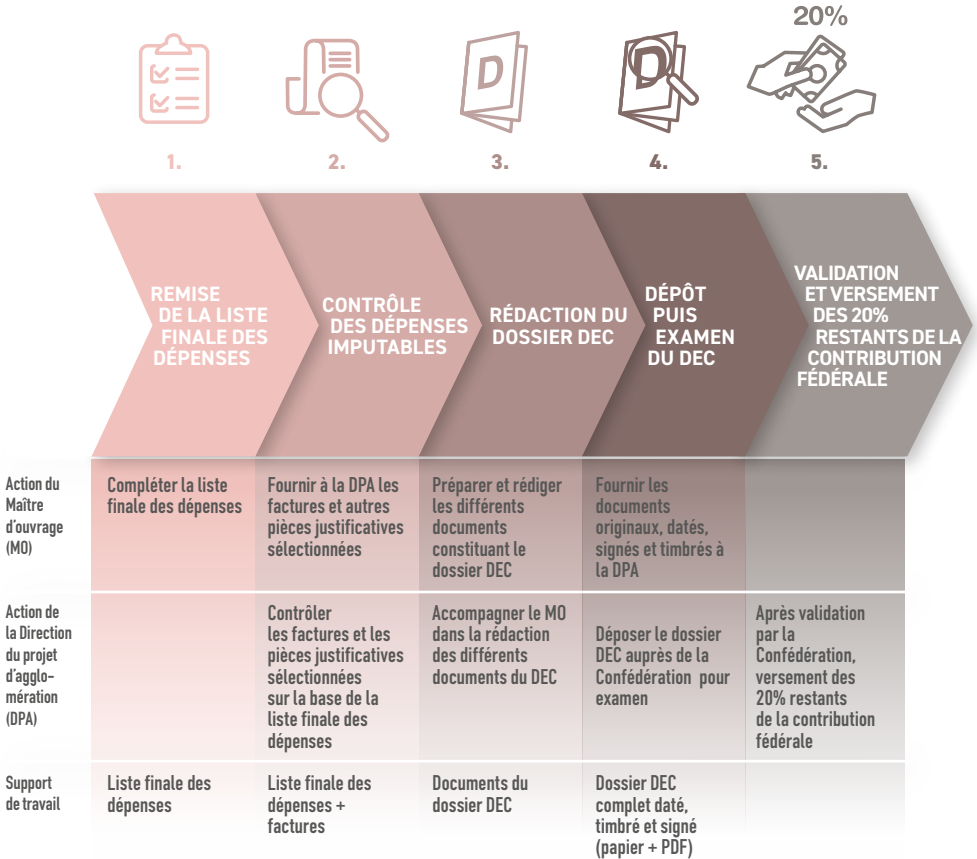 20%
1.
2.
3.
4.
5.
D
D
REMISE
DE LA LISTE
FINALE DES
DÉPENSES
CONTRÔLE
DES DÉPENSES
IMPUTABLES
RÉDACTION DU
DOSSIER DEC
DÉPÔT
PUIS
EXAMEN
DU DEC
VALIDATION
ET VERSEMENT
DES 20%
RESTANTS DE LA
CONTRIBUTION
FÉDÉRALE
Action du
Maître
d'ouvrage
(MO)
Compléter la liste
finale des dépenses
Fournir à la DPA les
factures et autres
pièces justificatives
sélectionnées
Préparer et rédiger
les différents
documents
constituant le
dossier DEC
Fournir les
documents
originaux, datés,
signés et timbrés à
la DPA
Action de
la Direction
du projet
d'agglo-
mération
(DPA)
Contrôler
les factures et les
pièces justificatives
sélectionnées
sur la base de la
liste finale des
dépenses
Accompagner le MO
dans la rédaction
des différents
documents du DEC
Déposer le dossier
DEC auprès de la
Confédération pour
examen
Après validation
par la
Confédération,
versement des
20% restants
de la contribution
fédérale
Support
de travail
Liste finale des
dépenses
Liste finale des
dépenses +
factures
Documents du
dossier DEC
Dossier DEC
complet daté,
timbré et signé
(papier + PDF)